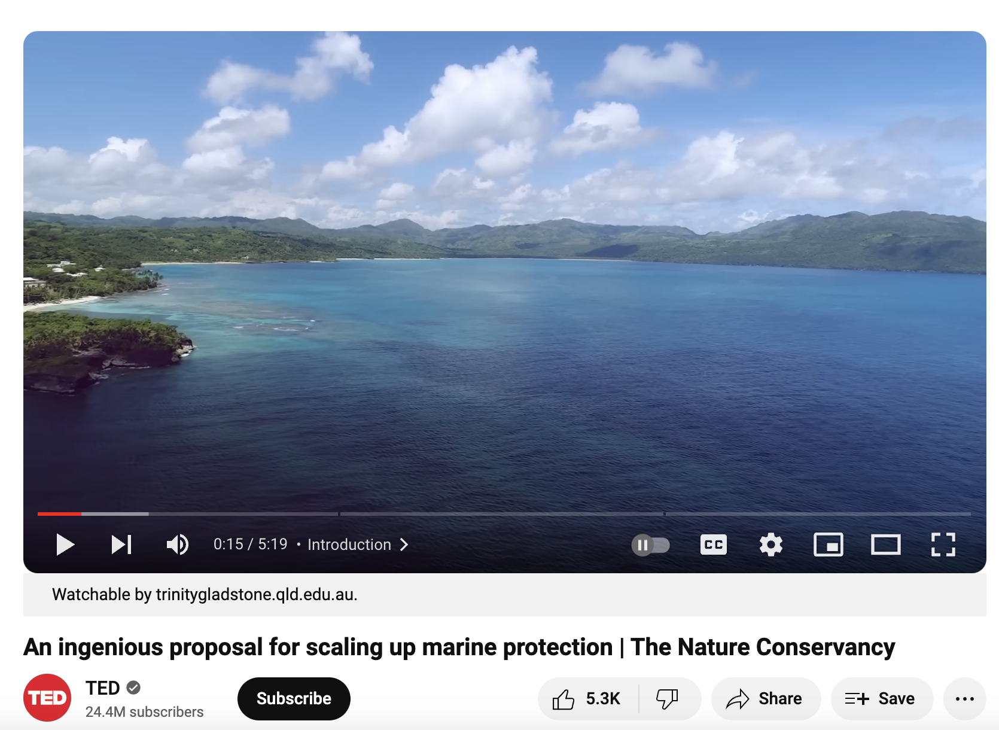 0:15 / 5:19 • Introduction
CC
Watchable by trinitygladstone.qld.edu.au.
An ingenious proposal for scaling up marine protection | The Nature Conservancy
TED
TED
24.4M subscribers
Subscribe
5.3K
Share
Save